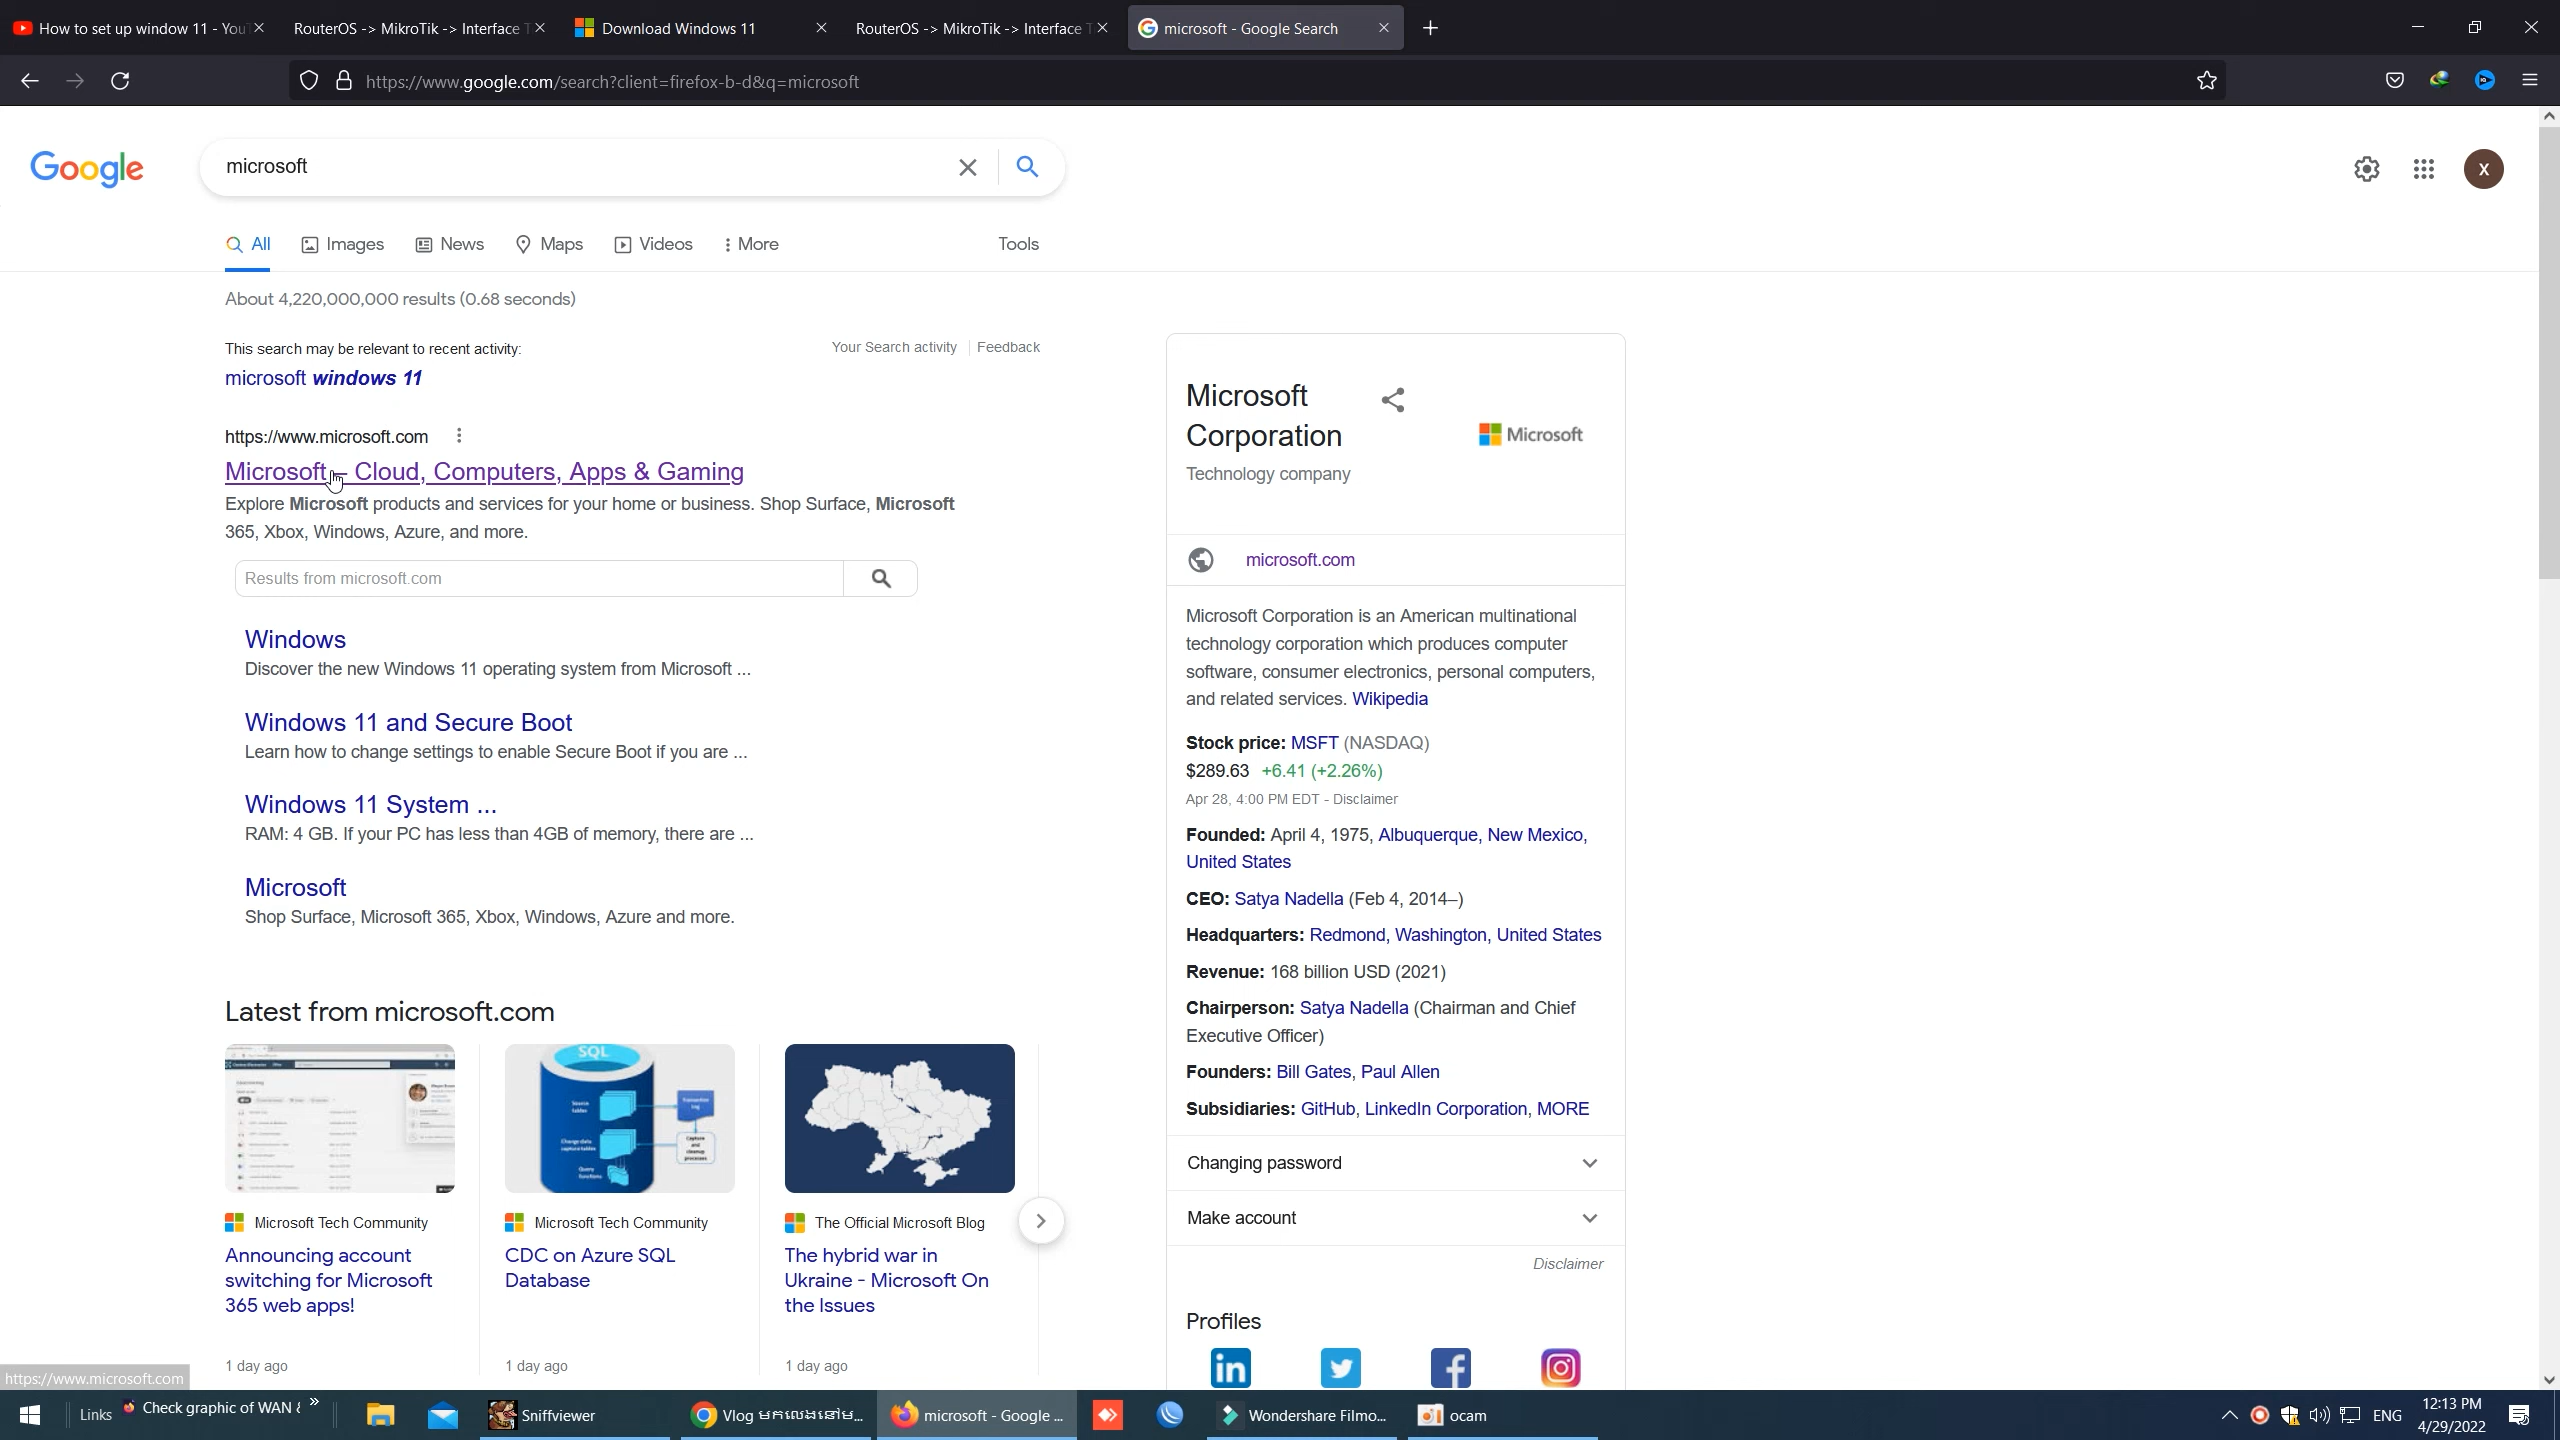 How to set up window 11 - You
RouterOS -> MikroTik -> Interface T
Download Windows 11
RouterOS -> MikroTik -> Interface T
microsoft - Google Search
https://www.google.com/search?client=firefox-b-d&q=microsoft
Google
microsoft
X
All
Images
News
Maps
Videos
More
Tools
About 4,220,000,000 results (0.68 seconds)
This search may be relevant to recent activity:
Your Search activity
Feedback
microsoft windows 11
https://www.microsoft.com
Microsoft – Cloud, Computers, Apps & Gaming
Explore Microsoft products and services for your home or business. Shop Surface, Microsoft
365, Xbox, Windows, Azure, and more.
Results from microsoft.com
Windows
Discover the new Windows 11 operating system from Microsoft ...
Windows 11 and Secure Boot
Learn how to change settings to enable Secure Boot if you are ...
Windows 11 System ...
RAM: 4 GB. If your PC has less than 4GB of memory, there are ...
Microsoft
Shop Surface, Microsoft 365, Xbox, Windows, Azure and more.
Latest from microsoft.com
SQL
Microsoft Tech Community
Announcing account
switching for Microsoft
365 web apps!
1 day ago
Microsoft Tech Community
CDC on Azure SQL
Database
1 day ago
The Official Microsoft Blog
The hybrid war in
Ukraine - Microsoft On
the Issues
1 day ago
Microsoft
Corporation
Technology company
Microsoft
microsoft.com
Microsoft Corporation is an American multinational
technology corporation which produces computer
software, consumer electronics, personal computers,
and related services. Wikipedia
Stock price: MSFT (NASDAQ)
$289.63 +6.41 (+2.26%)
Apr 28, 4:00 PM EDT - Disclaimer
Founded: April 4, 1975, Albuquerque, New Mexico,
United States
CEO: Satya Nadella (Feb 4, 2014–)
Headquarters: Redmond, Washington, United States
Revenue: 168 billion USD (2021)
Chairperson: Satya Nadella (Chairman and Chief
Executive Officer)
Founders: Bill Gates, Paul Allen
Subsidiaries: GitHub, LinkedIn Corporation, MORE
Changing password
Make account
Disclaimer
Profiles
https://www.microsoft.com
Links
Check graphic of WAN &
Sniffviewer
Vlog
microsoft - Google ...
Wondershare Filmo...
ocam
ENG
12:13 PM
4/29/2022